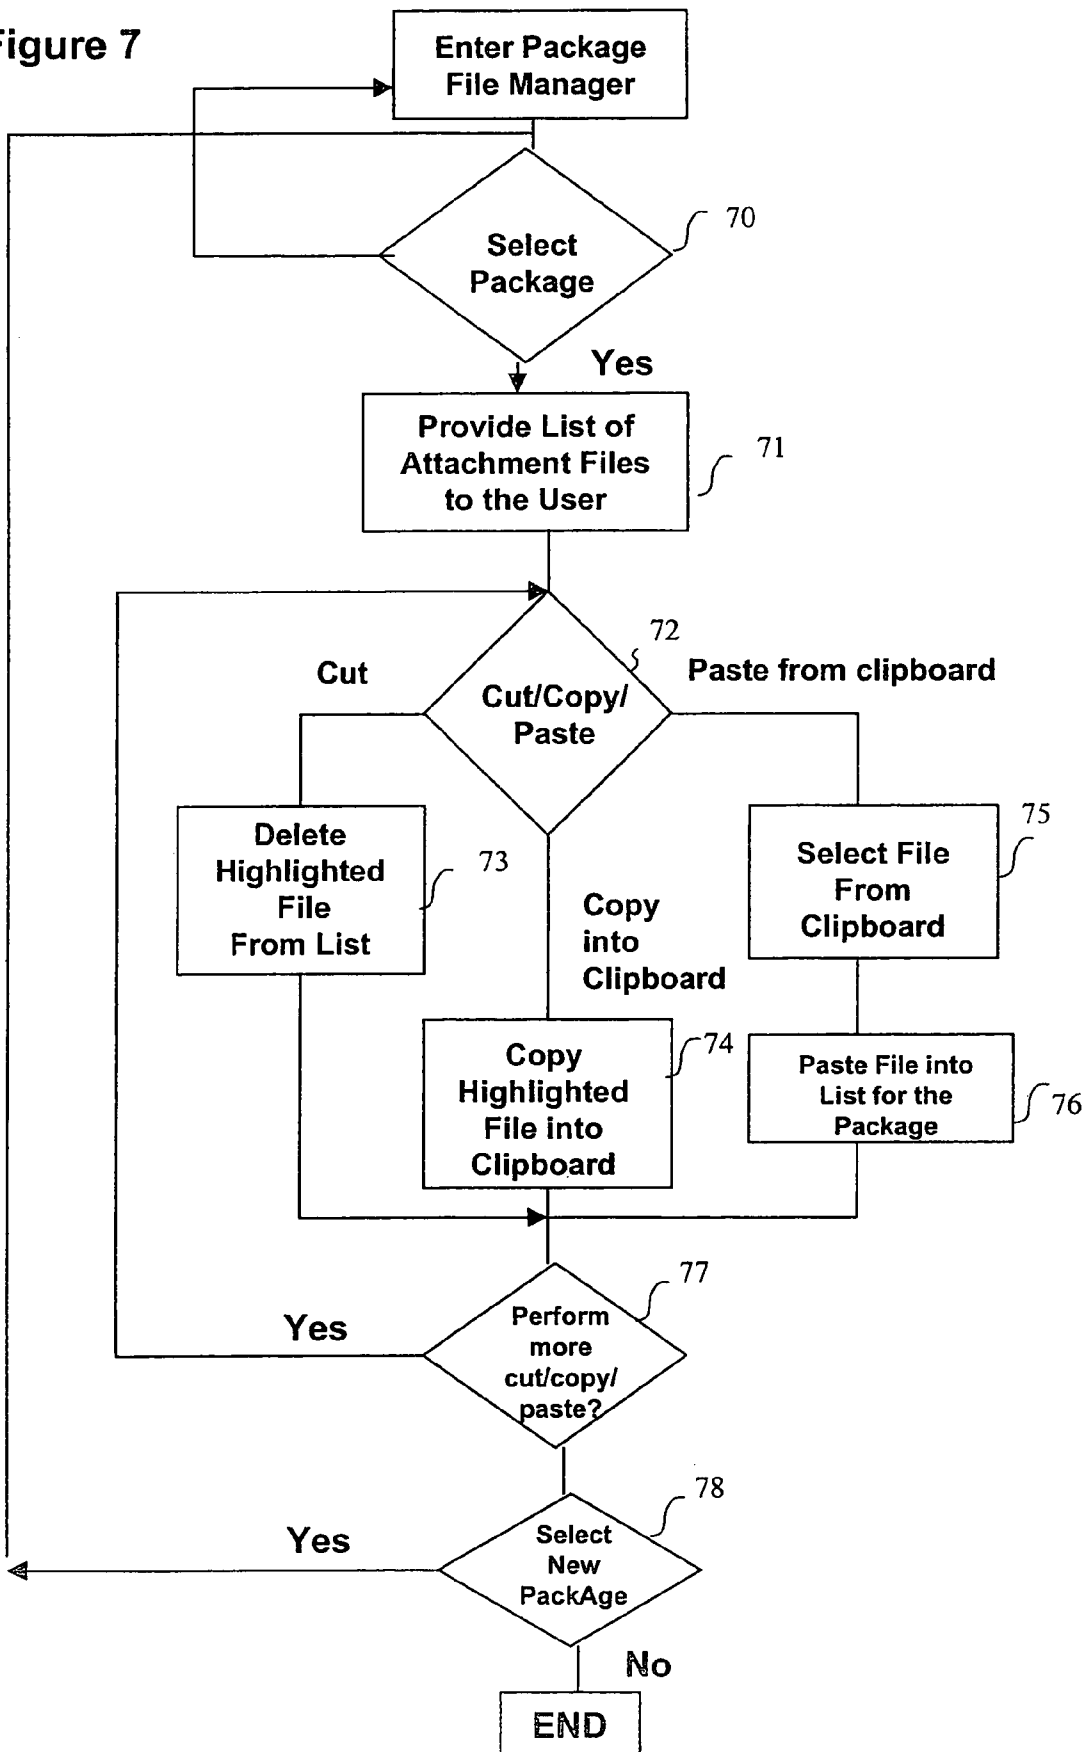 Figure 7
Enter Package
File Manager
70
Select
Package
Yes
Provide List of
Attachment Files
to the User
71
72
Cut
Paste from clipboard
Cut/Copy/
Paste
Delete
Highlighted
File
From List
73
Copy
into
Clipboard
75
Select File
From
Clipboard
Copy
Highlighted
File into
Clipboard
74
Paste File into
List for the
Package
76
77
Yes
Perform
more
cut/copy/
paste?
78
Yes
Select
New
PackAge
No
END